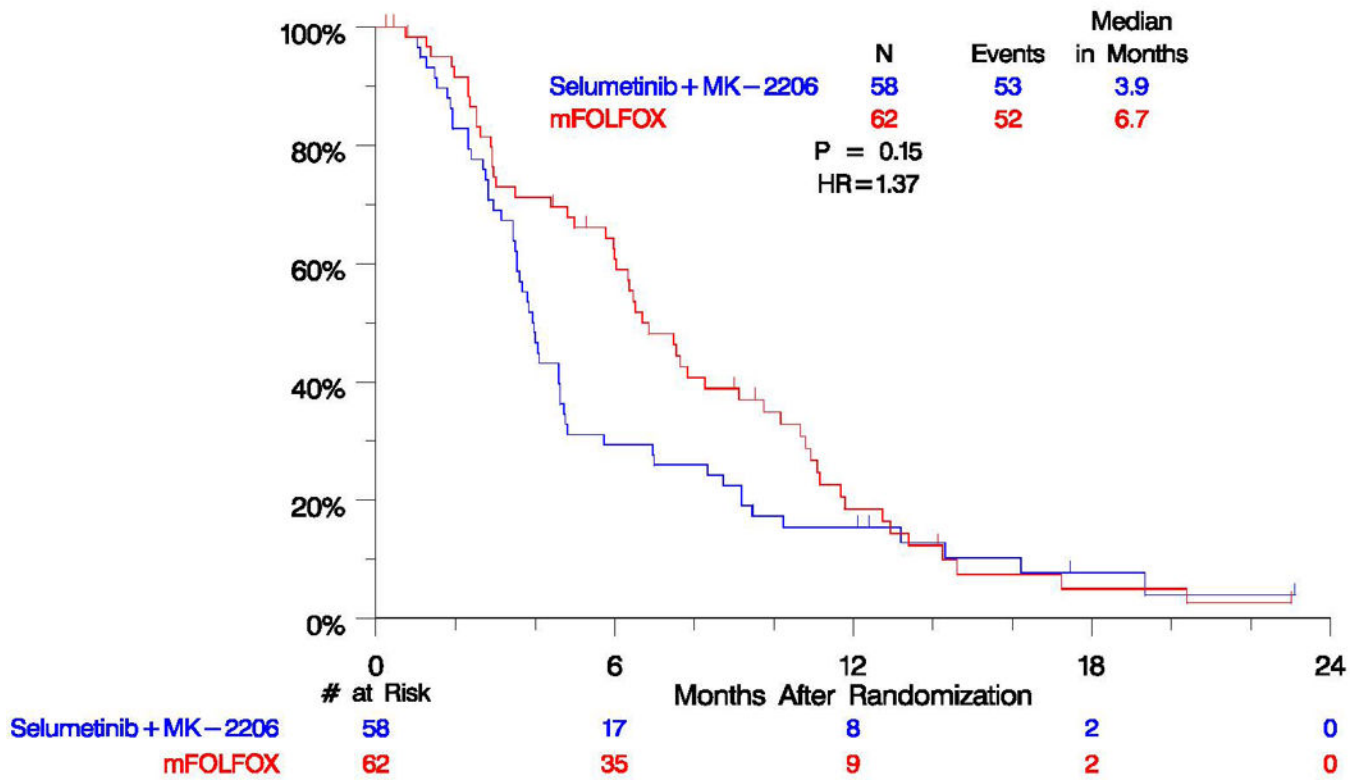 Median
N Events in Months
Selumetinib+MK-2206 58 53 3.9
mFOLFOX 62 52 6.7
P = 0.15
HR=1.37
100%
80%
60%
40%
20%
0%
0 6 12 18 24
# at Risk Months After Randomization
Selumetinib+MK-2206 58 17 8 2 0
mFOLFOX 62 35 9 2 0